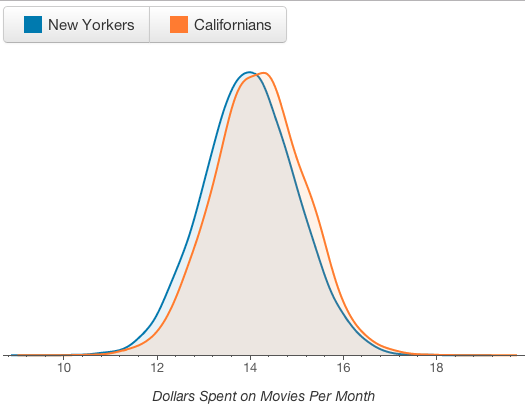 New Yorkers Californians
10 12 14 16 18
Dollars Spent on Movies Per Month